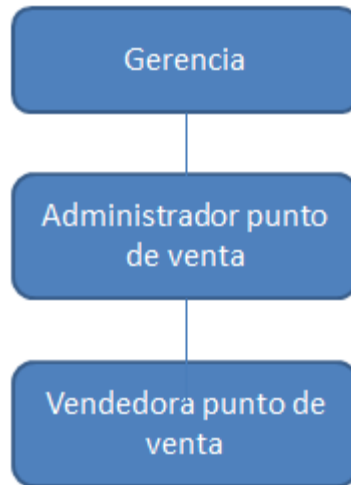 Gerencia
Administrador punto
de venta
Vendedora punto de
venta